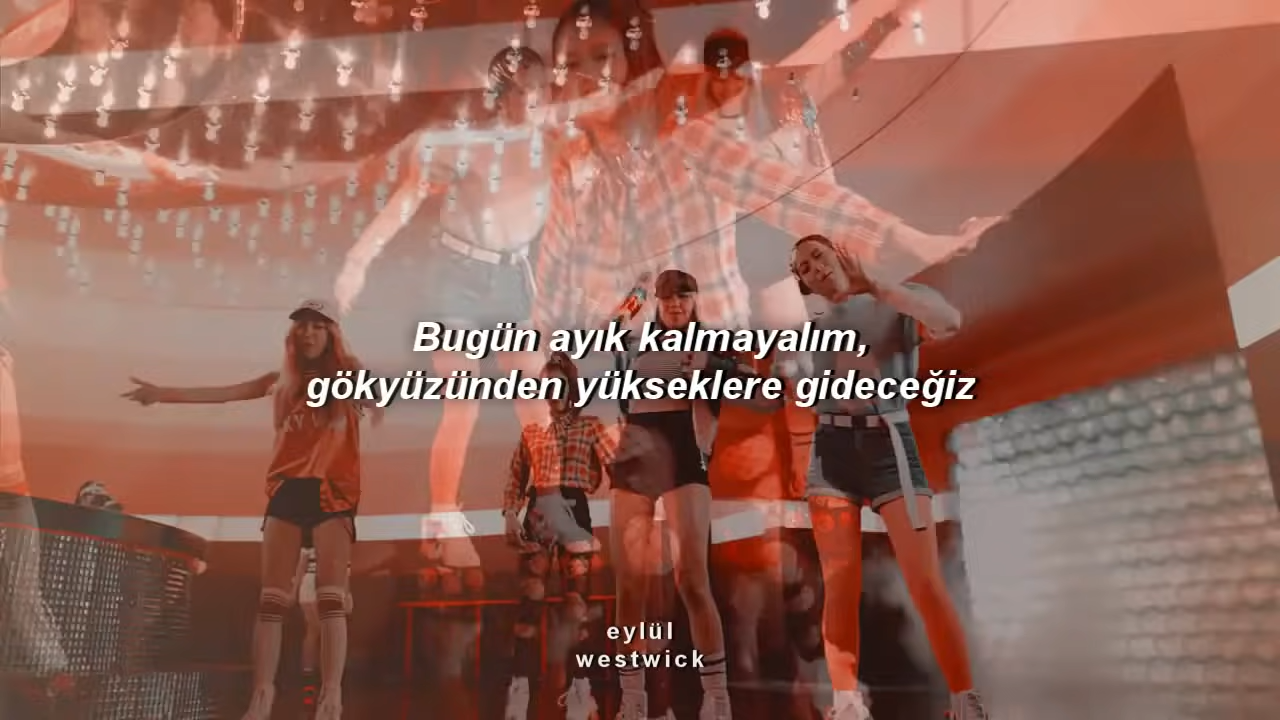 Bugün ayık kalmayalım,
gökyüzünden yükseklere gideceğiz
eylül
westwick